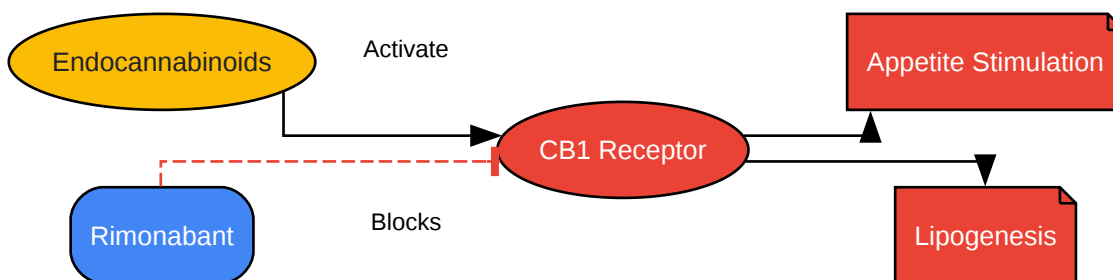 Endocannabinoids
Activate
Appetite Stimulation
CB1 Receptor
Rimonabant
Blocks
Lipogenesis